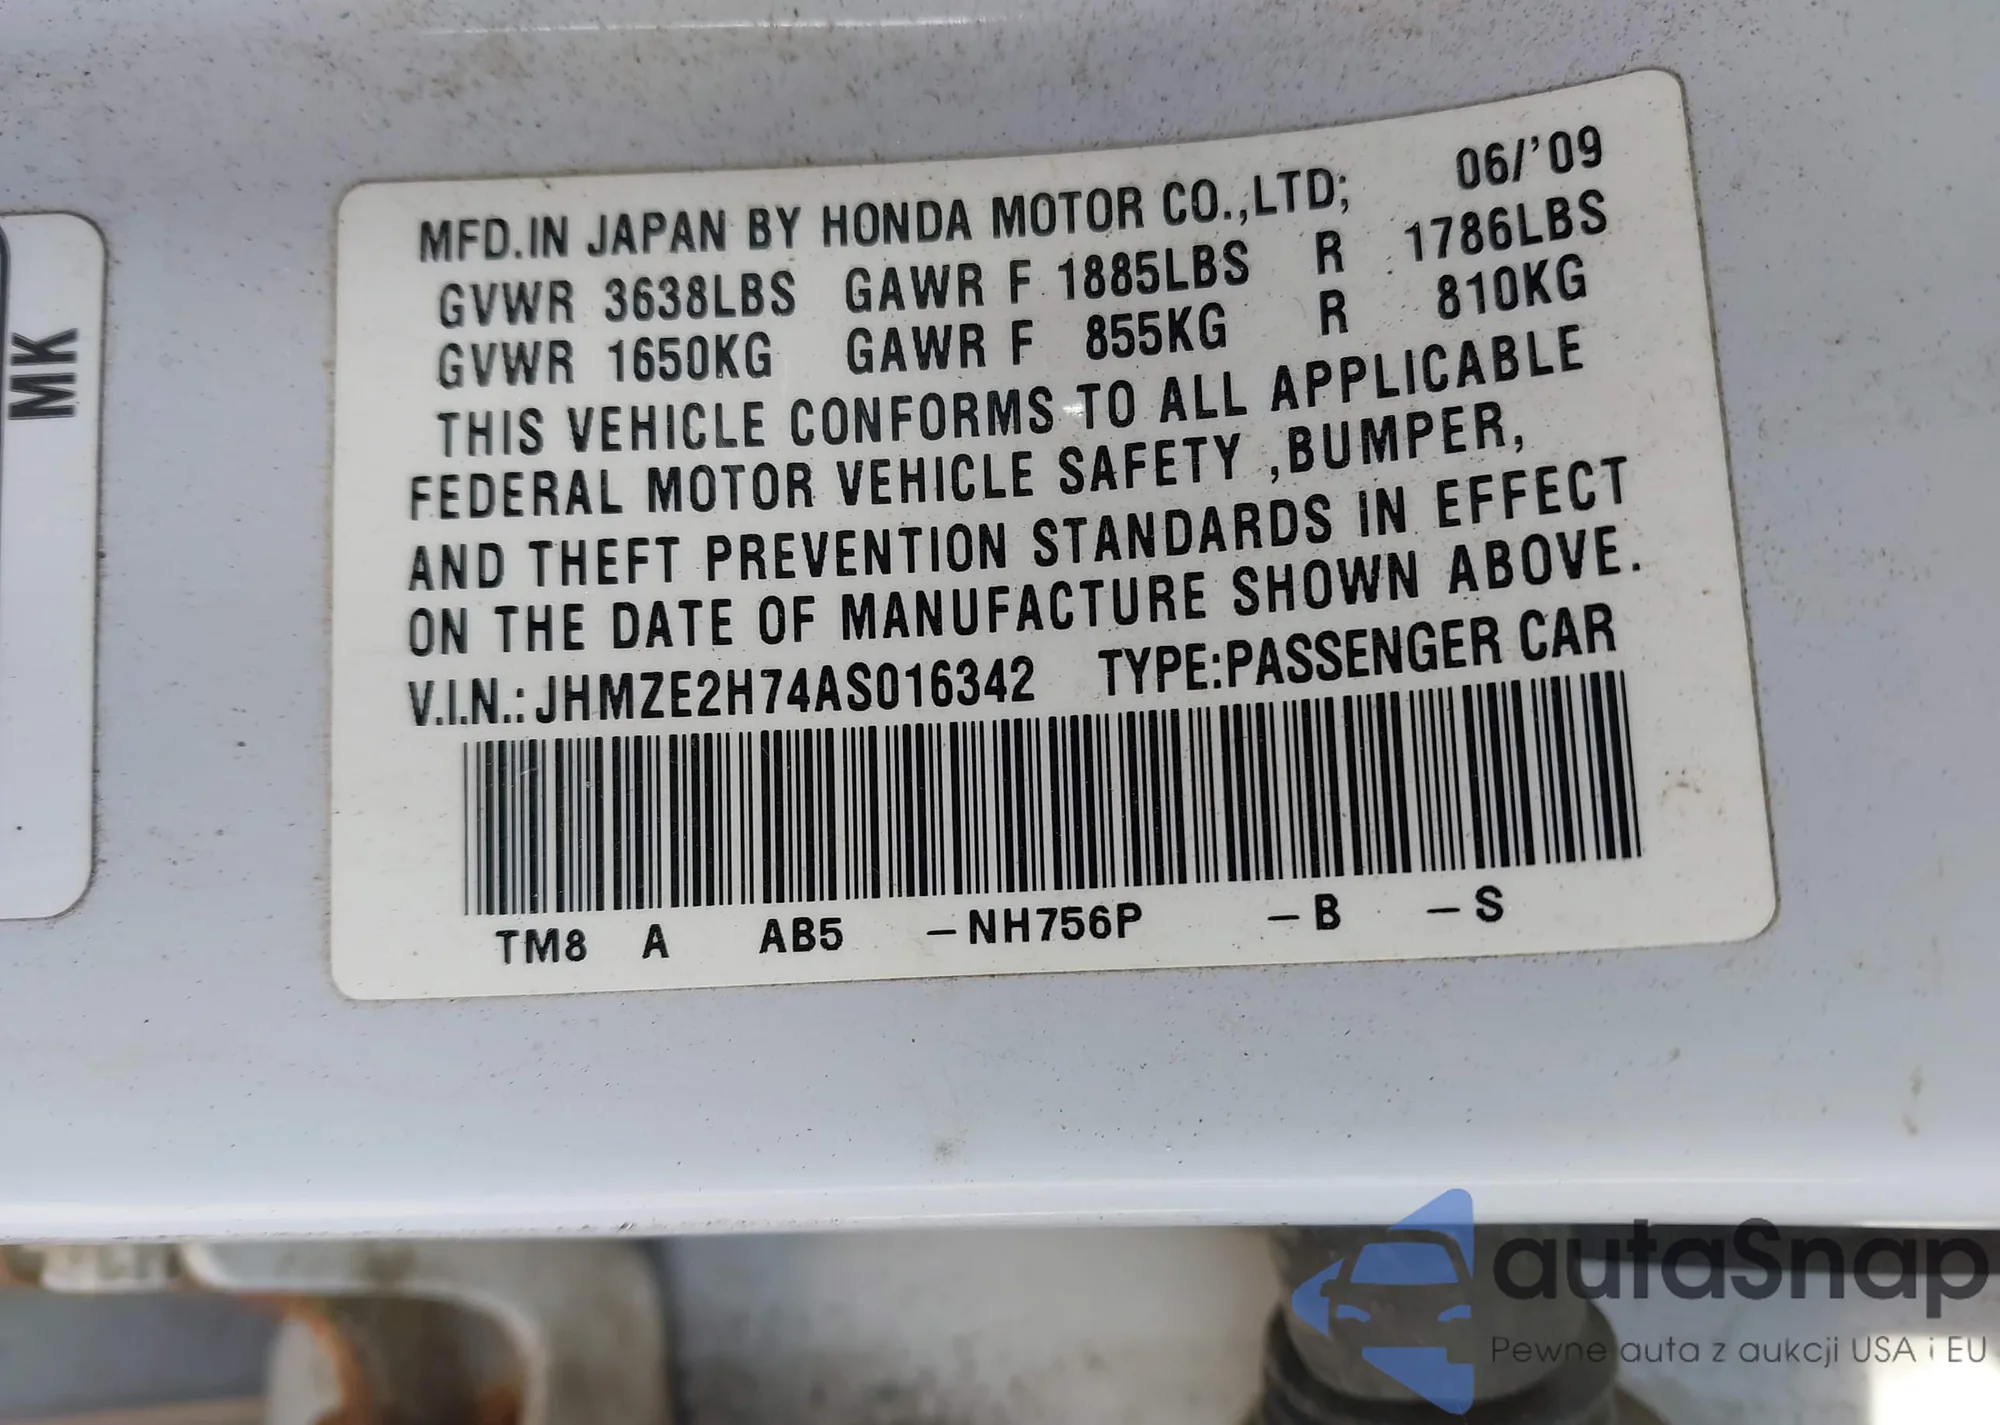 MFD.IN JAPAN BY HONDA MOTOR CO.,LTD; 06/'09
GVWR 3638LBS GAWR F 1885LBS R 1786LBS
GVWR 1650KG GAWR F 855KG R 810KG
THIS VEHICLE CONFORMS TO ALL APPLICABLE
FEDERAL MOTOR VEHICLE SAFETY ,BUMPER,
AND THEFT PREVENTION STANDARDS IN EFFECT
ON THE DATE OF MANUFACTURE SHOWN ABOVE.
V.I.N.: JHMZE2H74AS016342 TYPE:PASSENGER CAR
TM8 A AB5 -NH756P -B -S
MK
autaSnap
Pewne auta z aukcji USA i EU